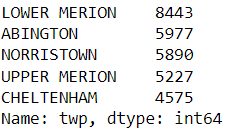 LOWER MERION    8443
ABINGTON        5977
NORRISTOWN      5890
UPPER MERION    5227
CHELTENHAM      4575
Name: twp, dtype: int64